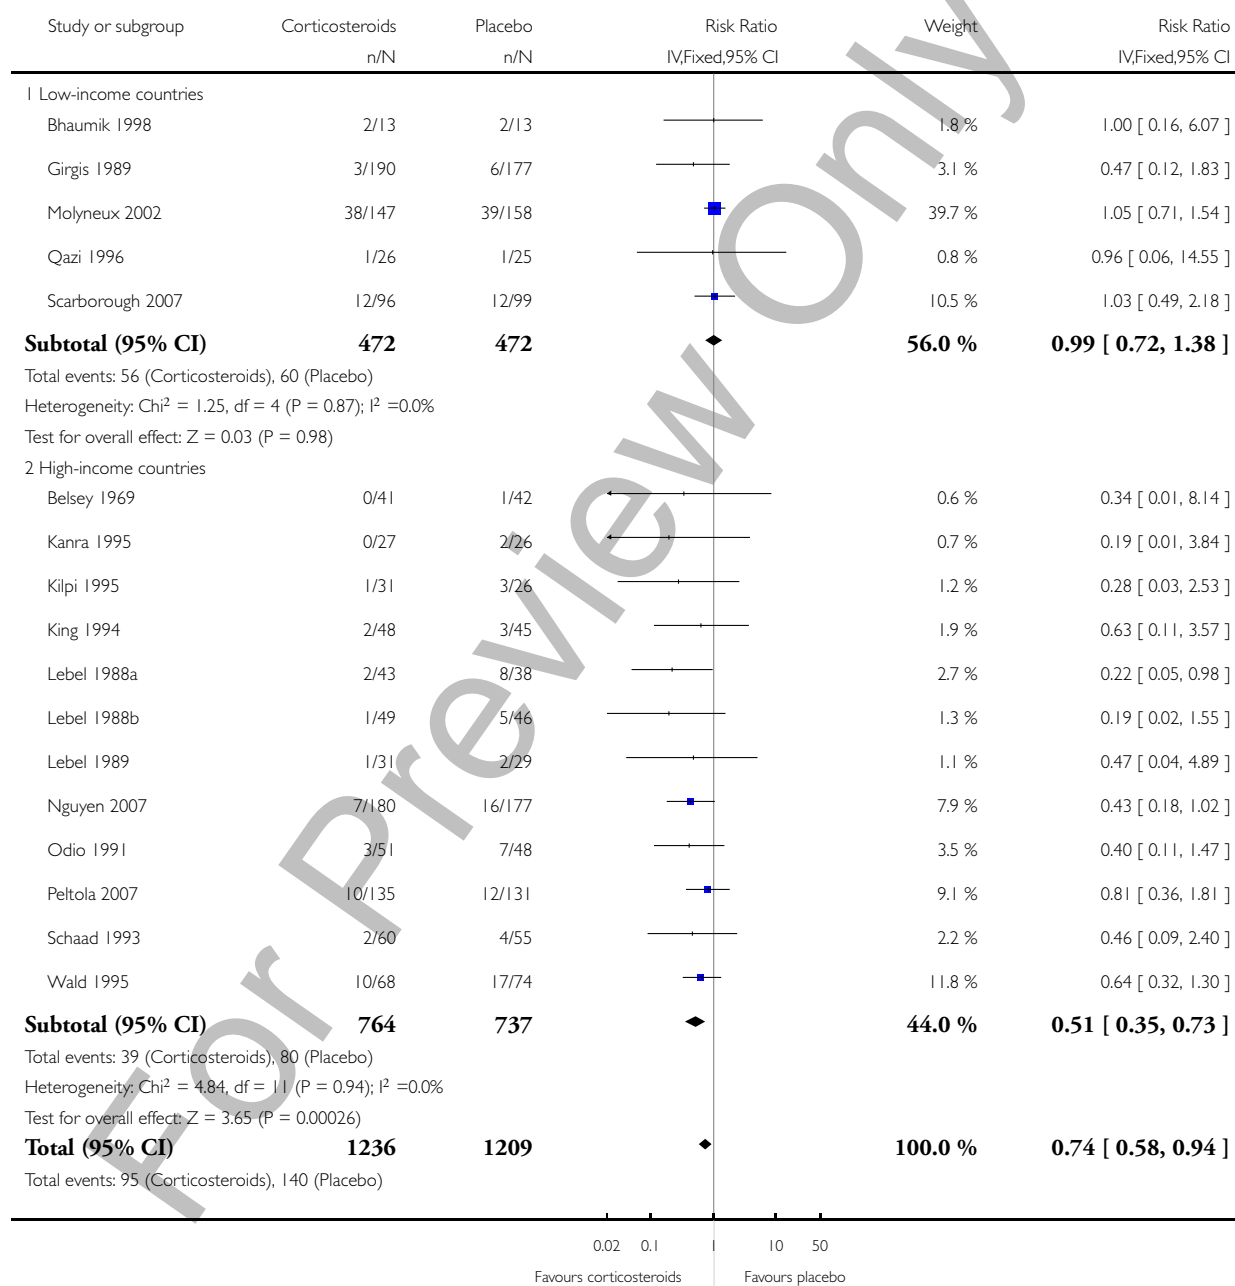 Study or subgroup Corticosteroids Placebo Risk Ratio Weight Risk Ratio
n/N n/N IV,Fixed,95% CI IV,Fixed,95% CI
1 Low-income countries
Bhaumik 1998 2/13 2/13 1.8 % 1.00 [ 0.16, 6.07 ]
Girgis 1989 3/190 6/177 3.1 % 0.47 [ 0.12, 1.83 ]
Molyneux 2002 38/147 39/158 39.7 % 1.05 [ 0.71, 1.54 ]
Qazi 1996 1/26 1/25 0.8 % 0.96 [ 0.06, 14.55 ]
Scarborough 2007 12/96 12/99 10.5 % 1.03 [ 0.49, 2.18 ]
Subtotal (95% CI) 472 472 56.0 % 0.99 [ 0.72, 1.38 ]
Total events: 56 (Corticosteroids), 60 (Placebo)
Heterogeneity: Chi² = 1.25, df = 4 (P = 0.87); I² =0.0%
Test for overall effect: Z = 0.03 (P = 0.98)
2 High-income countries
Belsey 1969 0/41 1/42 0.6 % 0.34 [ 0.01, 8.14 ]
Kanra 1995 0/27 2/26 0.7 % 0.19 [ 0.01, 3.84 ]
Kilpi 1995 1/31 3/26 1.2 % 0.28 [ 0.03, 2.53 ]
King 1994 2/48 3/45 1.9 % 0.63 [ 0.11, 3.57 ]
Lebel 1988a 2/43 8/38 2.7 % 0.22 [ 0.05, 0.98 ]
Lebel 1988b 1/49 5/46 1.3 % 0.19 [ 0.02, 1.55 ]
Lebel 1989 1/31 2/29 1.1 % 0.47 [ 0.04, 4.89 ]
Nguyen 2007 7/180 16/177 7.9 % 0.43 [ 0.18, 1.02 ]
Odio 1991 3/51 7/48 3.5 % 0.40 [ 0.11, 1.47 ]
Peltola 2007 10/135 12/131 9.1 % 0.81 [ 0.36, 1.81 ]
Schaad 1993 2/60 4/55 2.2 % 0.46 [ 0.09, 2.40 ]
Wald 1995 10/68 17/74 11.8 % 0.64 [ 0.32, 1.30 ]
Subtotal (95% CI) 764 737 44.0 % 0.51 [ 0.35, 0.73 ]
Total events: 39 (Corticosteroids), 80 (Placebo)
Heterogeneity: Chi² = 4.84, df = 11 (P = 0.94); I² =0.0%
Test for overall effect: Z = 3.65 (P = 0.00026)
Total (95% CI) 1236 1209 100.0 % 0.74 [ 0.58, 0.94 ]
Total events: 95 (Corticosteroids), 140 (Placebo)
0.02 0.1 1 10 50
Favours corticosteroids Favours placebo
For Preview Only